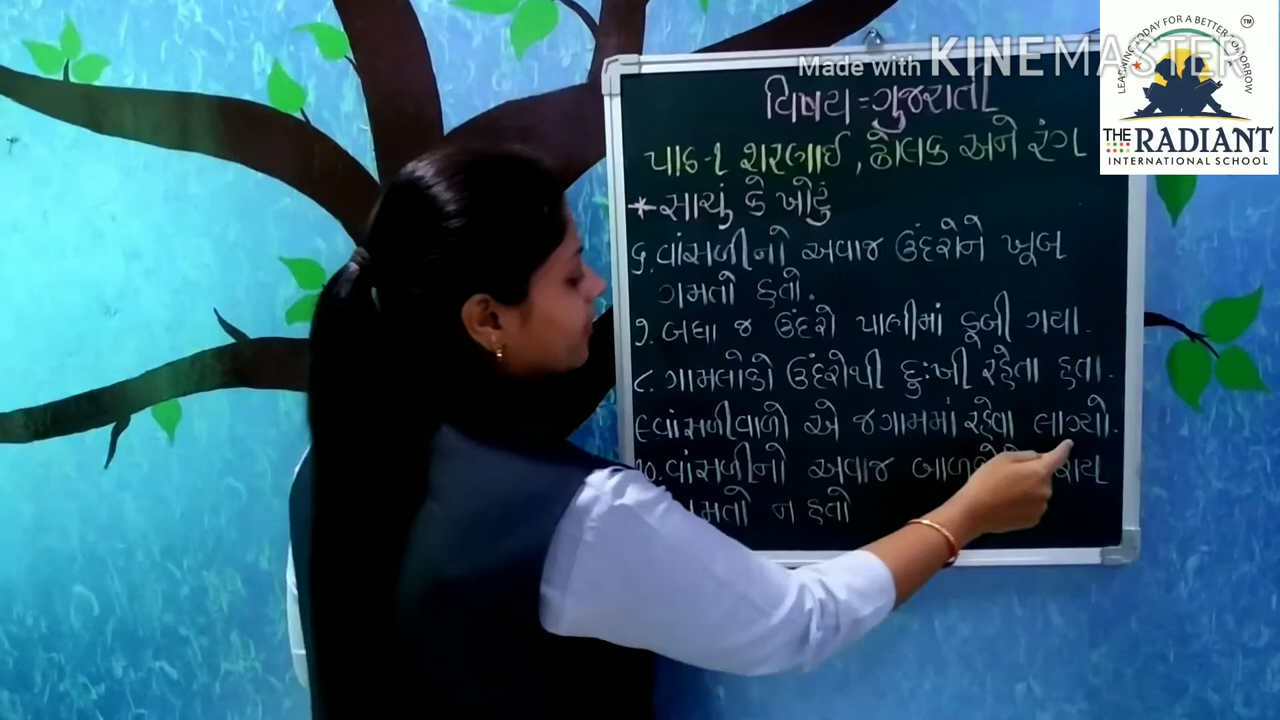 Made with KINEMASTER
LEARNING TODAY FOR A BETTER TOMORROW
TM
THE RADIANT
INTERNATIONAL SCHOOL
વિષય=ગુજરાતી
પાઠ-૧ શરણાઈ, ઢોલક અને રંગ
* સાચું કે ખોટું
૬. વાંસળીનો અવાજ ઉંદરોને ખૂબ
ગમતો હતો.
૭. બધા જ ઉંદરો પાણીમાં ડૂબી ગયા.
૮. ગામલોકો ઉંદરોથી દુઃખી રહેતા હતા.
૯. વાંસળીવાળો એ જ ગામમાં રહેવા લાગ્યો.
૧૦. વાંસળીનો અવાજ
ન હતો